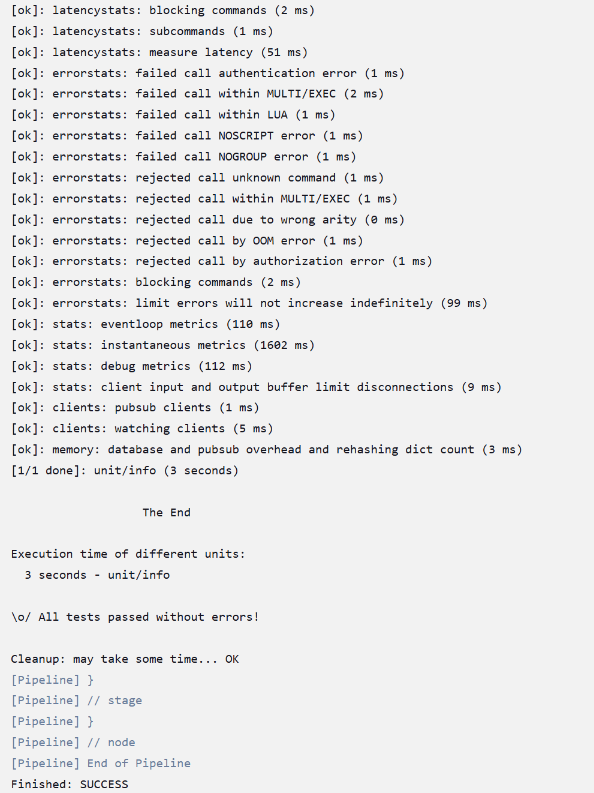 [ok]: latencystats: blocking commands (2 ms)
[ok]: latencystats: subcommands (1 ms)
[ok]: latencystats: measure latency (51 ms)
[ok]: errorstats: failed call authentication error (1 ms)
[ok]: errorstats: failed call within MULTI/EXEC (2 ms)
[ok]: errorstats: failed call within LUA (1 ms)
[ok]: errorstats: failed call NOSCRIPT error (1 ms)
[ok]: errorstats: failed call NOGROUP error (1 ms)
[ok]: errorstats: rejected call unknown command (1 ms)
[ok]: errorstats: rejected call within MULTI/EXEC (1 ms)
[ok]: errorstats: rejected call due to wrong arity (0 ms)
[ok]: errorstats: rejected call by OOM error (1 ms)
[ok]: errorstats: rejected call by authorization error (1 ms)
[ok]: errorstats: blocking commands (2 ms)
[ok]: errorstats: limit errors will not increase indefinitely (99 ms)
[ok]: stats: eventloop metrics (110 ms)
[ok]: stats: instantaneous metrics (1602 ms)
[ok]: stats: debug metrics (112 ms)
[ok]: stats: client input and output buffer limit disconnections (9 ms)
[ok]: clients: pubsub clients (1 ms)
[ok]: clients: watching clients (5 ms)
[ok]: memory: database and pubsub overhead and rehashing dict count (3 ms)
[1/1 done]: unit/info (3 seconds)
The End
Execution time of different units:
3 seconds - unit/info
\o/ All tests passed without errors!
Cleanup: may take some time... OK
[Pipeline] }
[Pipeline] // stage
[Pipeline] }
[Pipeline] // node
[Pipeline] End of Pipeline
Finished: SUCCESS